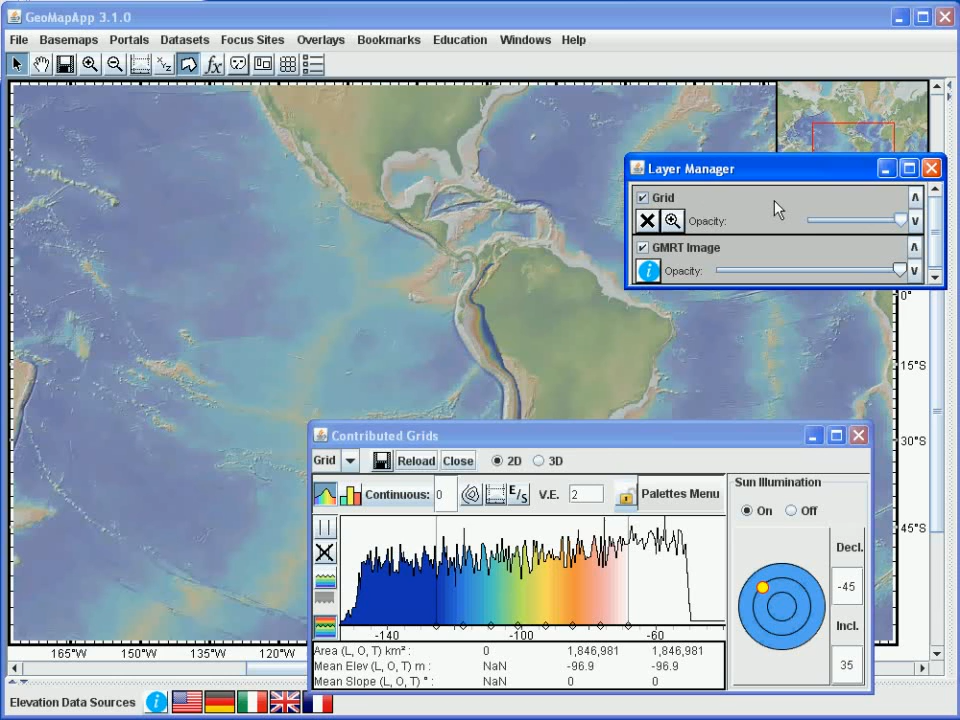 GeoMapApp 3.1.0
File Basemaps Portals Datasets Focus Sites Overlays Bookmarks Education Windows Help
Layer Manager
Grid
Opacity:
GMRT Image
Opacity:
0°
15°S
30°S
45°S
Contributed Grids
Grid Reload Close 2D 3D
Sun Illumination
Continuous: 0 E/S V.E. 2 Palettes Menu
On Off
Decl.
-45
Incl.
35
-140 -100 -60
Area (L, O, T) km²: 0 1,846,981 1,846,981
Mean Elev (L, O, T) m : NaN -96.9 -96.9
Mean Slope (L, O, T) °: NaN 0 0
165°W 150°W 135°W 120°W
Elevation Data Sources